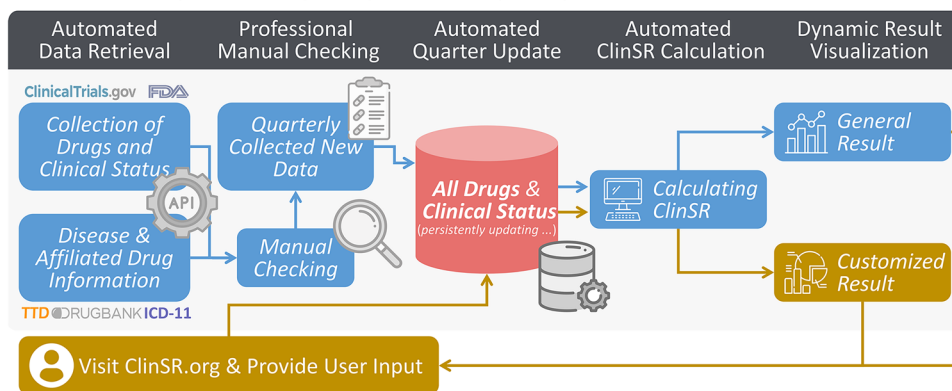 Automated
Data Retrieval
Professional
Manual Checking
Automated
Quarter Update
Automated
ClinSR Calculation
Dynamic Result
Visualization
ClinicalTrials.gov FDA
Collection of
Drugs and
Clinical Status
API
Disease &
Affiliated Drug
Information
TTD DRUGBANK ICD-11
Quarterly
Collected New
Data
Manual
Checking
All Drugs &
Clinical Status
(persistently updating ...)
Calculating
ClinSR
General
Result
Customized
Result
Visit ClinSR.org & Provide User Input